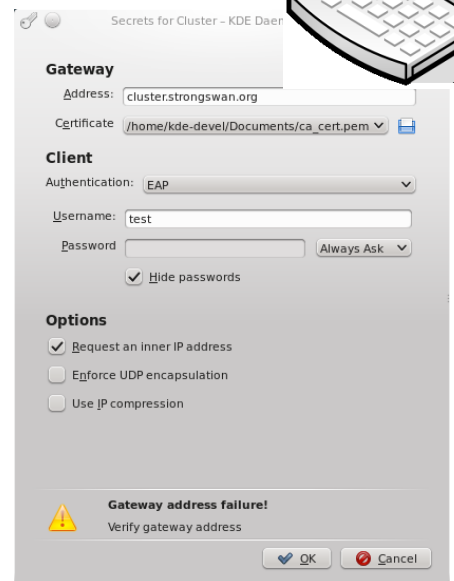 Secrets for Cluster – KDE Daem
Gateway
Address: cluster.strongswan.org
Certificate /home/kde-devel/Documents/ca_cert.pem
Client
Authentication: EAP
Username: test
Password Always Ask
Hide passwords
Options
Request an inner IP address
Enforce UDP encapsulation
Use IP compression
Gateway address failure!
Verify gateway address
OK Cancel